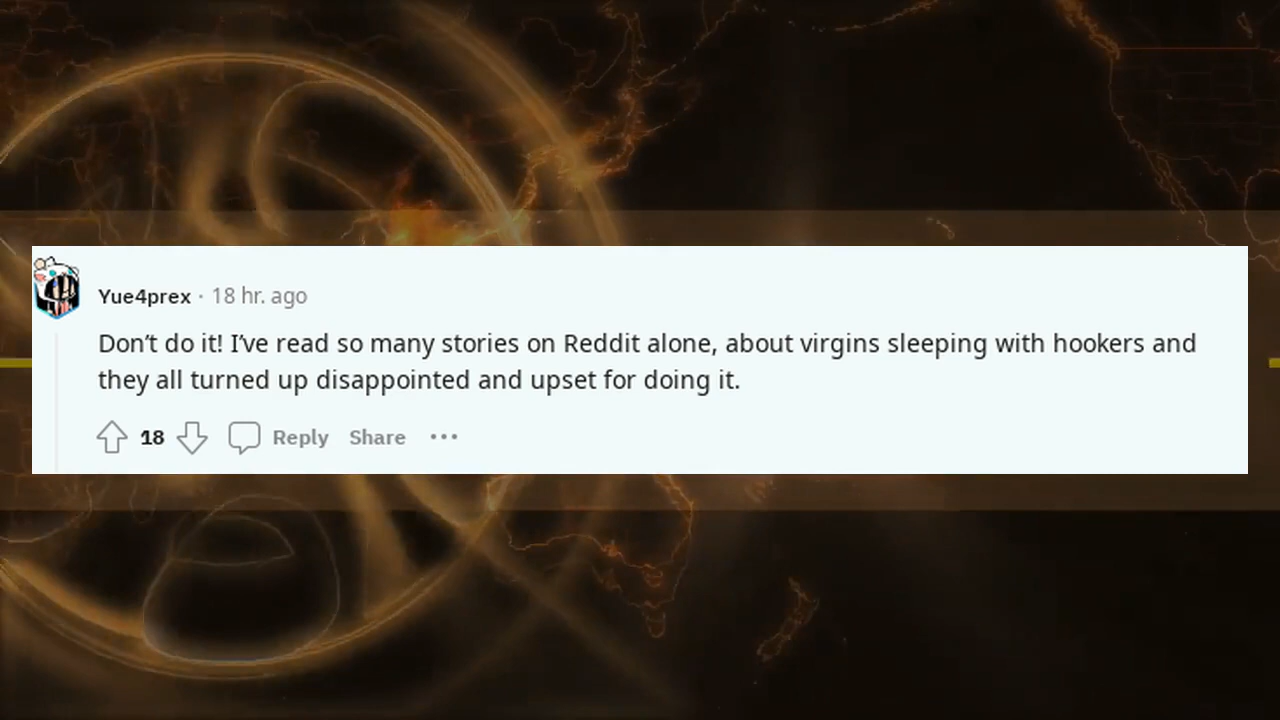 Yue4prex · 18 hr. ago
Don’t do it! I’ve read so many stories on Reddit alone, about virgins sleeping with hookers and
they all turned up disappointed and upset for doing it.
18 Reply Share ···